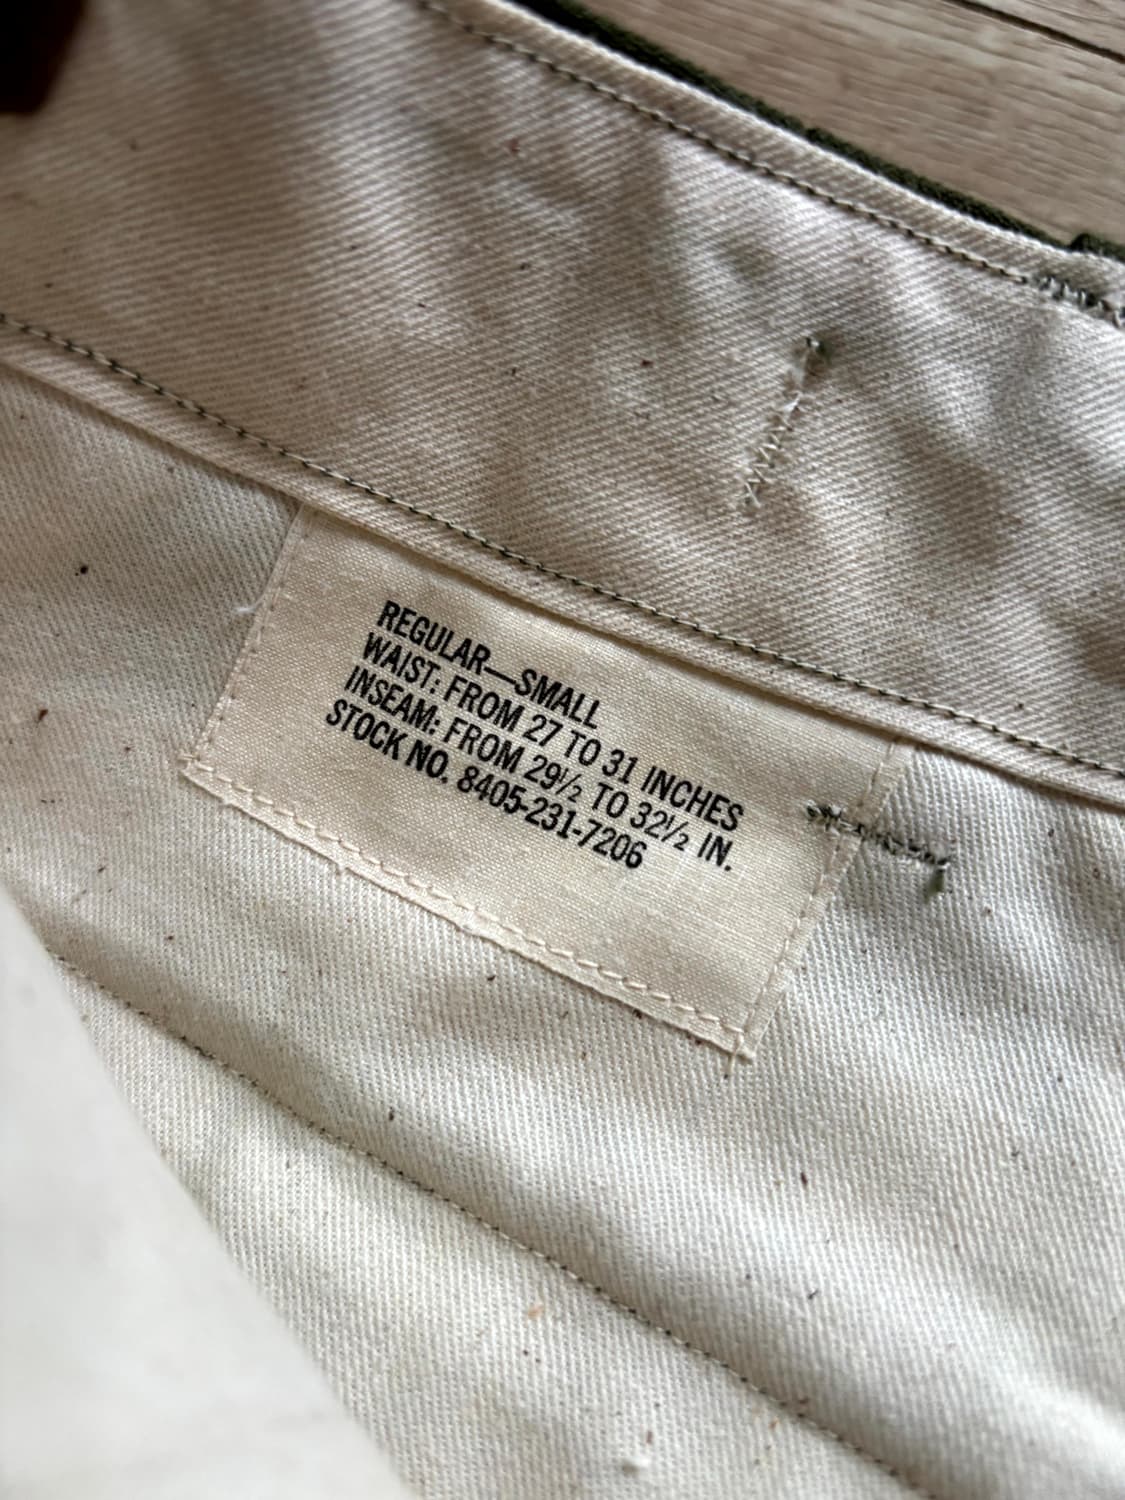 REGULAR—SMALL
WAIST: FROM 27 TO 31 INCHES
INSEAM: FROM 29½ TO 32½ IN.
STOCK NO. 8405-231-7206